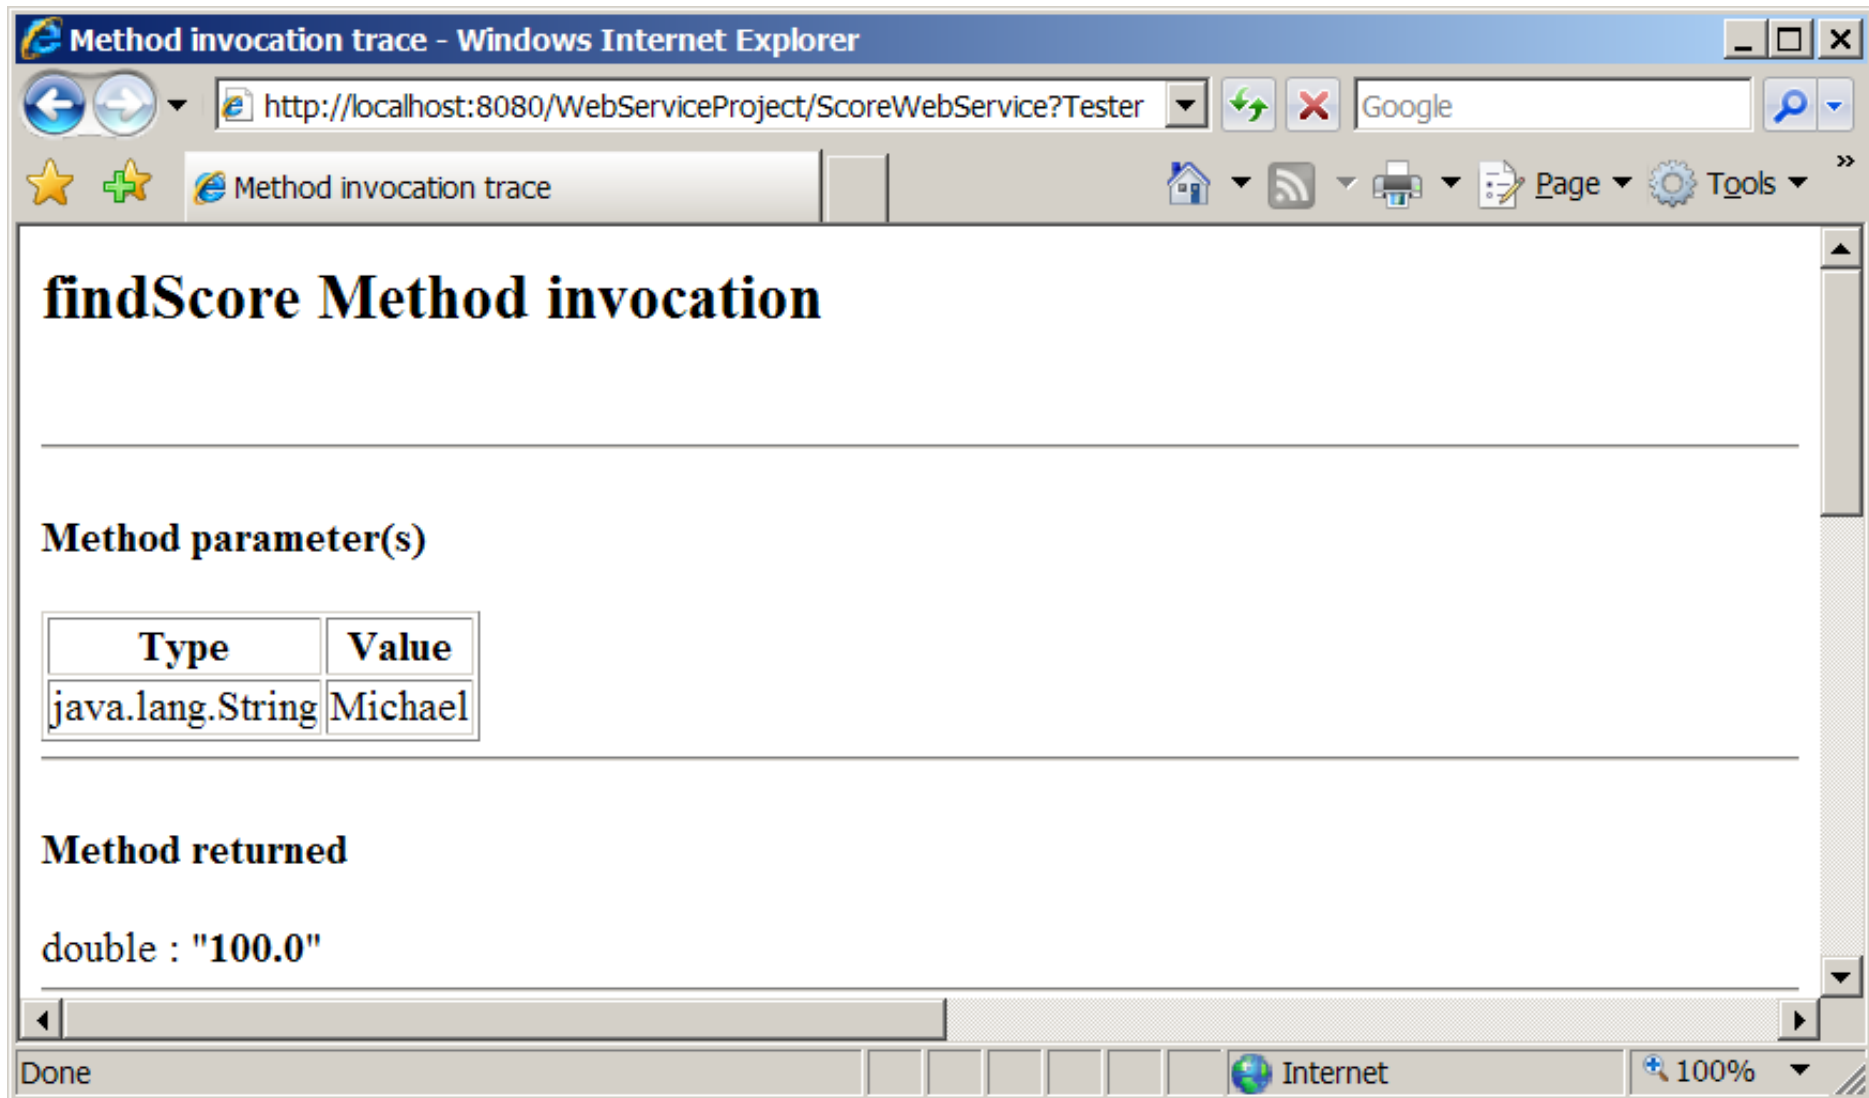 Method invocation trace - Windows Internet Explorer
http://localhost:8080/WebServiceProject/ScoreWebService?Tester Google
Method invocation trace Page Tools »
findScore Method invocation
Method parameter(s)
Type Value
java.lang.String Michael
Method returned
double : "100.0"
Done Internet 100%